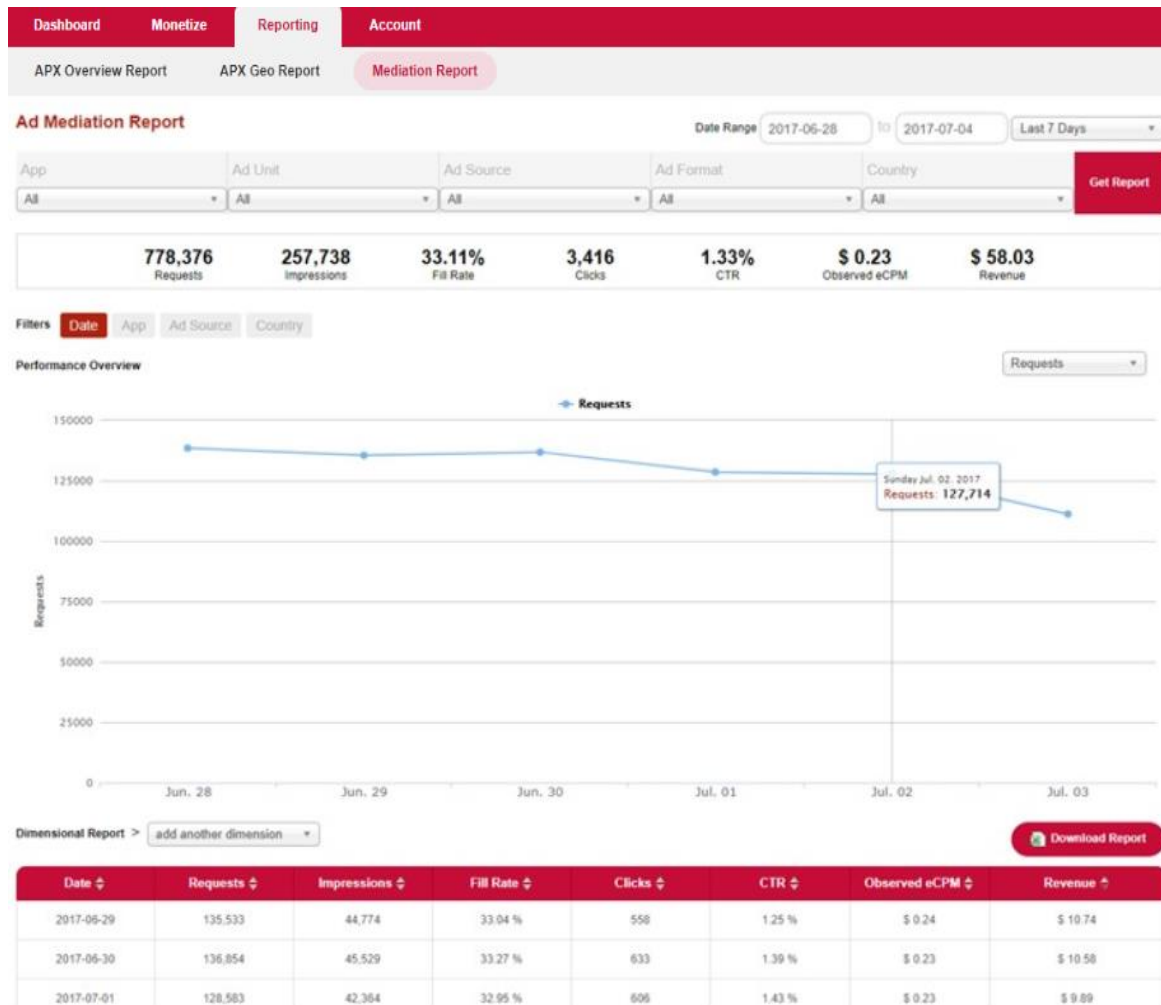 Dashboard Monetize Reporting Account
APX Overview Report APX Geo Report Mediation Report
Ad Mediation Report
Date Range 2017-06-28 to 2017-07-04 Last 7 Days
App Ad Unit Ad Source Ad Format Country
Get Report
All All All All All
778,376 257,738 33.11% 3,416 1.33% $ 0.23 $ 58.03
Requests Impressions Fill Rate Clicks CTR Observed eCPM Revenue
Filters Date App Ad Source Country
Performance Overview Requests
Requests
150000
125000
Sunday Jul. 02. 2017
Requests: 127,714
100000
75000
Requests
50000
25000
0
Jun. 28 Jun. 29 Jun. 30 Jul. 01 Jul. 02 Jul. 03
Dimensional Report > add another dimension Download Report
Date Requests Impressions Fill Rate Clicks CTR Observed eCPM Revenue
2017-06-29 135,533 44,774 33.04 % 558 1.25 % $ 0.24 $ 10.74
2017-06-30 136,854 45,529 33.27 % 633 1.39 % $ 0.23 $ 10.58
2017-07-01 128,583 42,364 32.95 % 606 1.43 % $ 0.23 $ 9.89